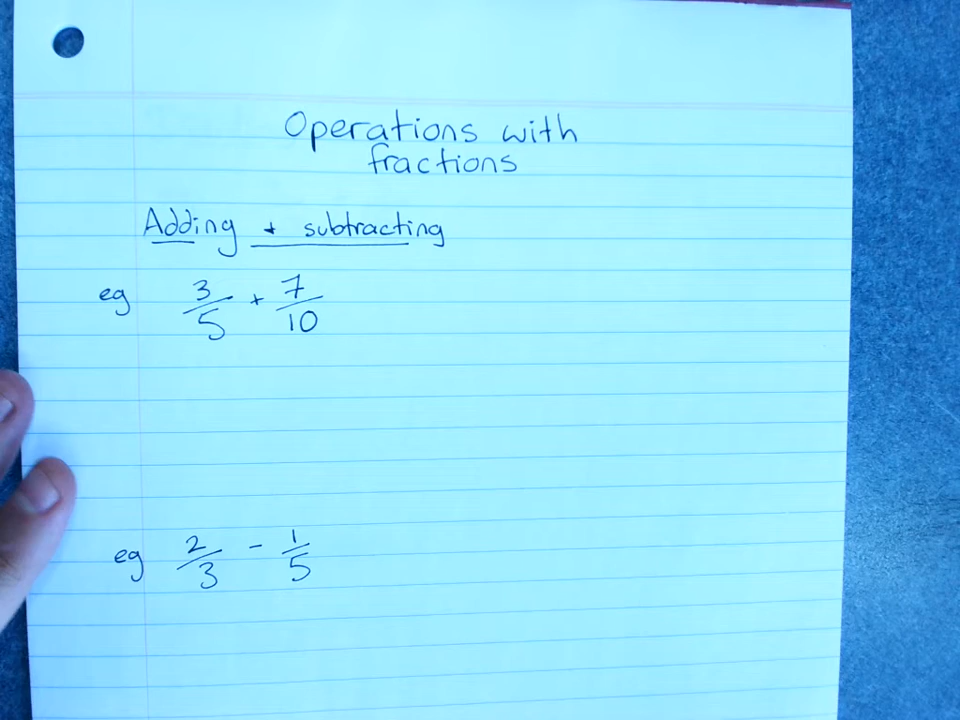 Operations with
fractions
Adding + subtracting
eg 3/5 + 7/10
eg 2/3 - 1/5